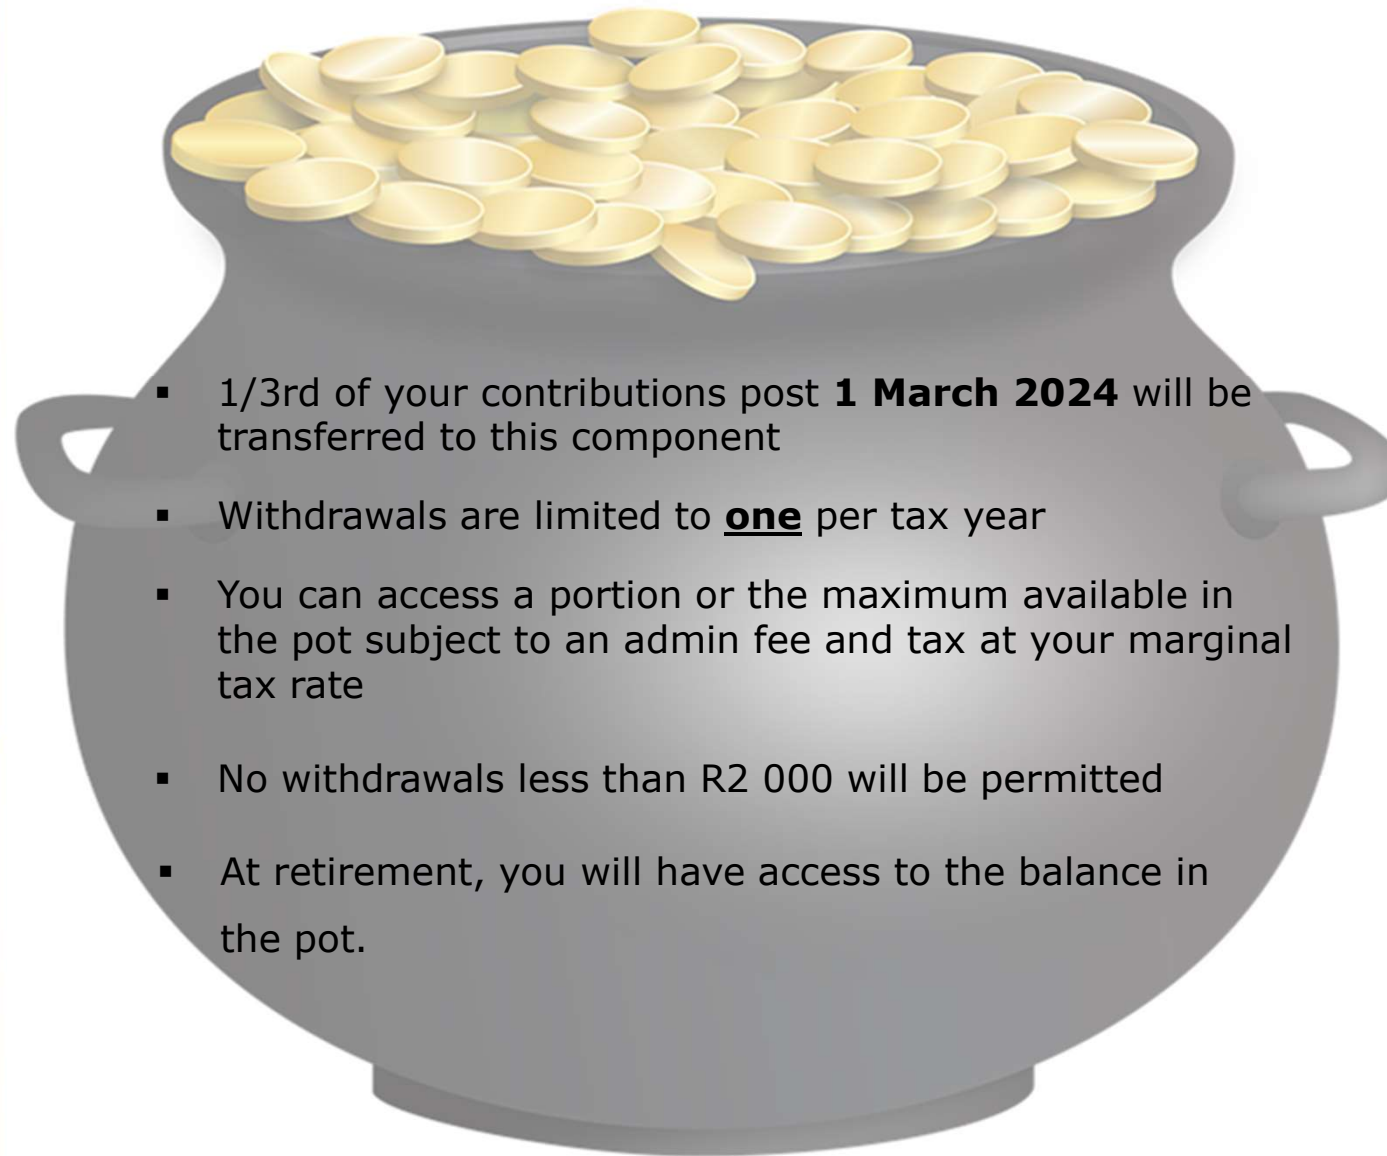 ▪ 1/3rd of your contributions post 1 March 2024 will be
transferred to this component
▪ Withdrawals are limited to one per tax year
▪ You can access a portion or the maximum available in
the pot subject to an admin fee and tax at your marginal
tax rate
▪ No withdrawals less than R2 000 will be permitted
▪ At retirement, you will have access to the balance in
the pot.